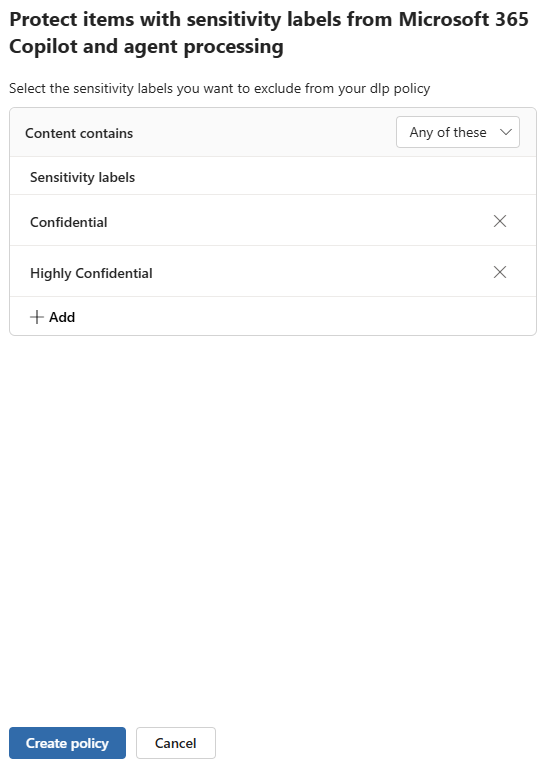 Protect items with sensitivity labels from Microsoft 365
Copilot and agent processing
Select the sensitivity labels you want to exclude from your dlp policy
Content contains
Any of these
Sensitivity labels
Confidential
Highly Confidential
Add
Create policy
Cancel